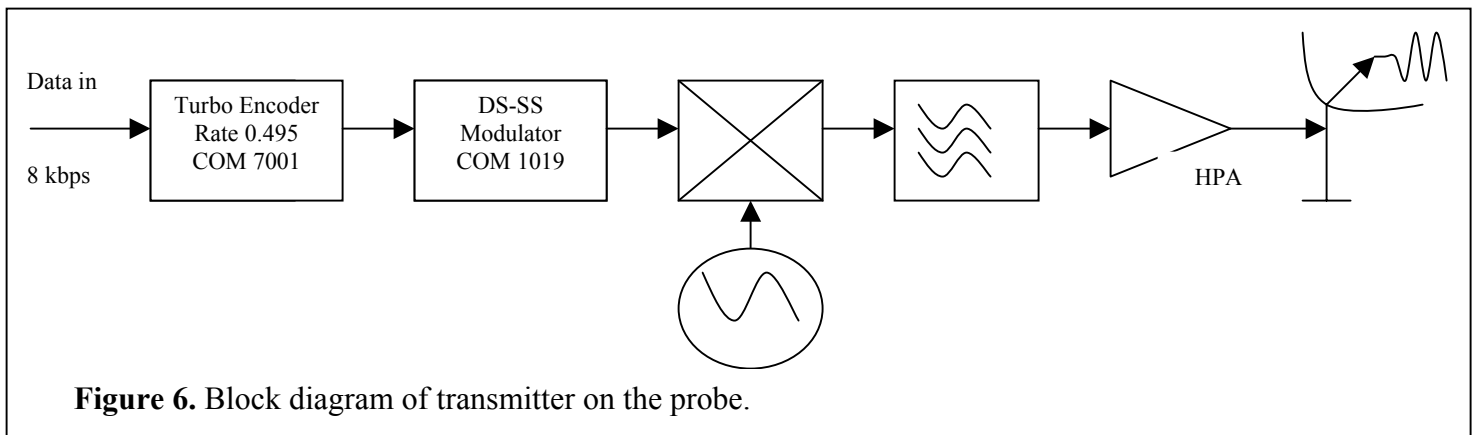 Data in
8 kbps
Turbo Encoder
Rate 0.495
COM 7001
DS-SS
Modulator
COM 1019
HPA
Figure 6. Block diagram of transmitter on the probe.